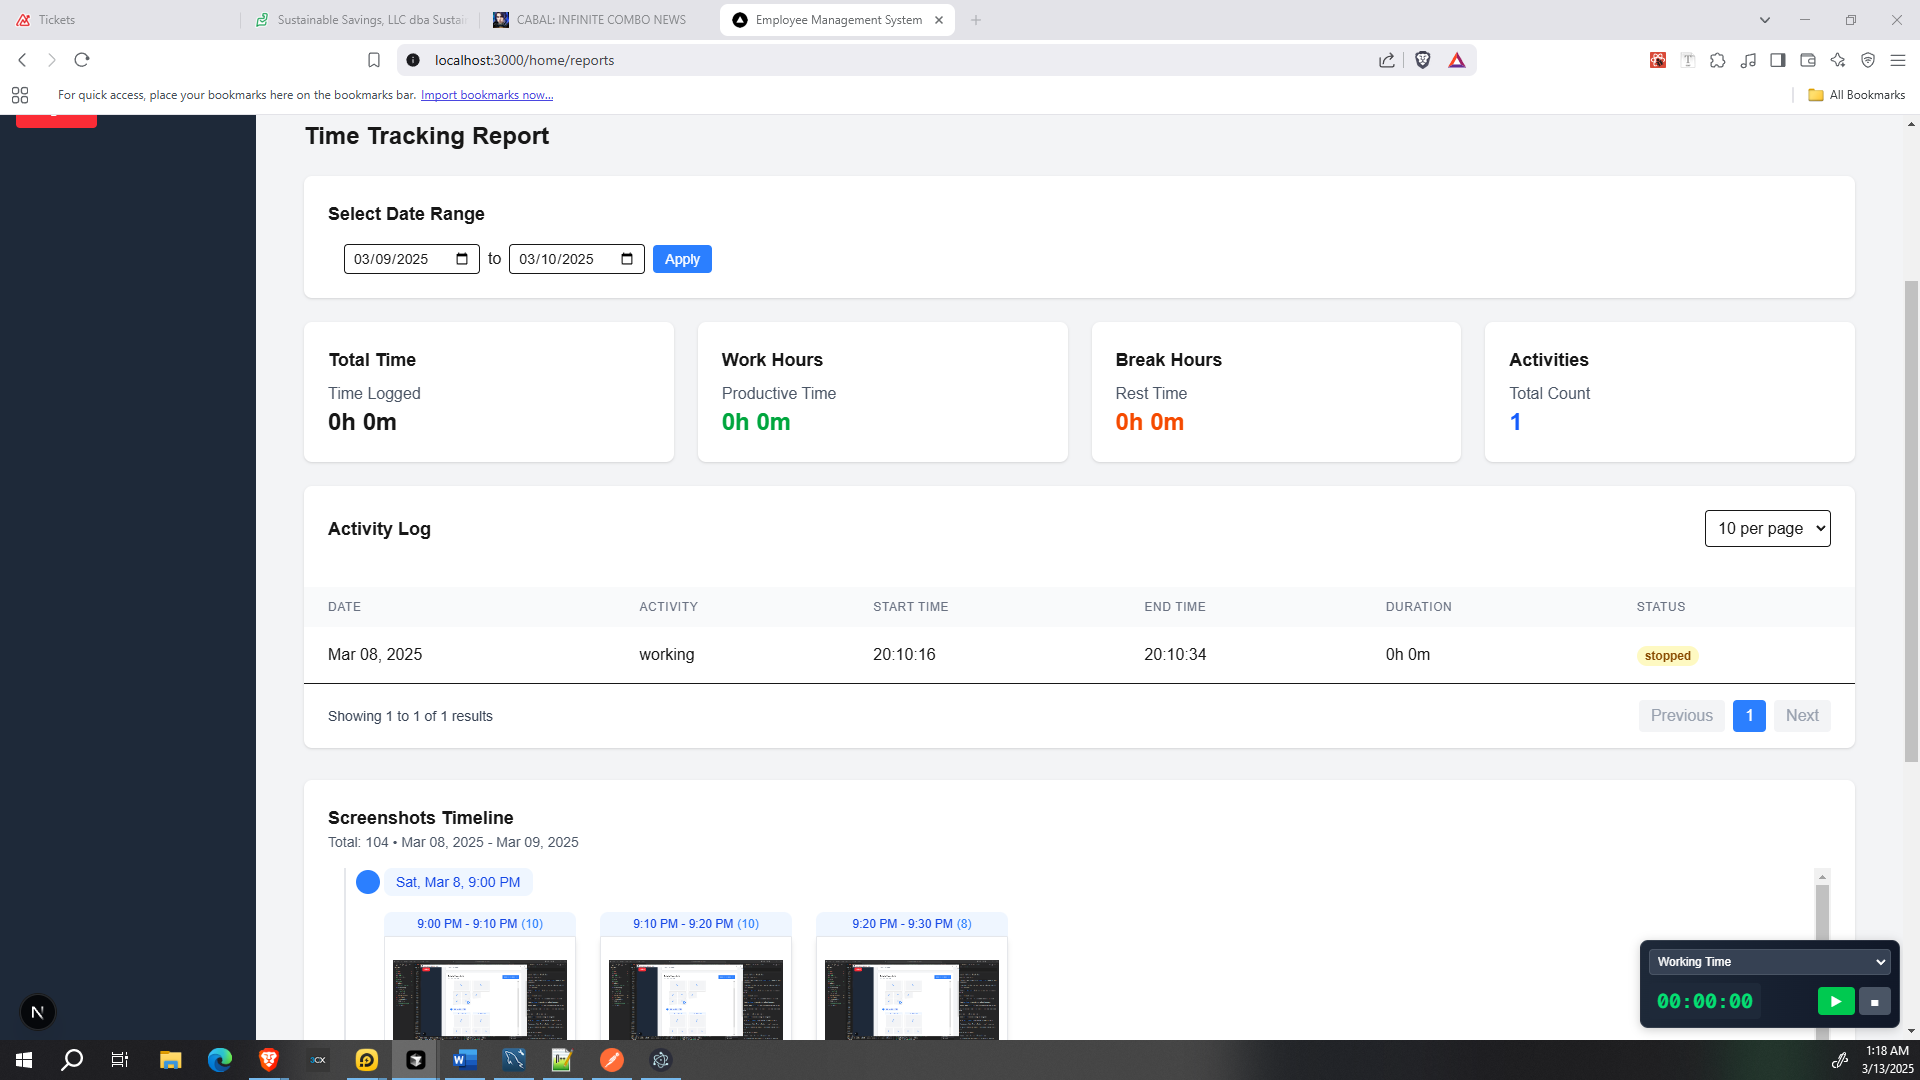 Tickets
Sustainable Savings, LLC dba Sustai
CABAL: INFINITE COMBO NEWS
Employee Management System
localhost:3000/home/reports
For quick access, place your bookmarks here on the bookmarks bar. Import bookmarks now...
All Bookmarks
Time Tracking Report
Select Date Range
03/09/2025 to 03/10/2025 Apply
Total Time
Time Logged
0h 0m
Work Hours
Productive Time
0h 0m
Break Hours
Rest Time
0h 0m
Activities
Total Count
1
Activity Log
10 per page
DATE ACTIVITY START TIME END TIME DURATION STATUS
Mar 08, 2025 working 20:10:16 20:10:34 0h 0m stopped
Showing 1 to 1 of 1 results
Previous 1 Next
Screenshots Timeline
Total: 104 • Mar 08, 2025 - Mar 09, 2025
Sat, Mar 8, 9:00 PM
9:00 PM - 9:10 PM (10)
9:10 PM - 9:20 PM (10)
9:20 PM - 9:30 PM (8)
Working Time
00:00:00
N
1:18 AM
3/13/2025